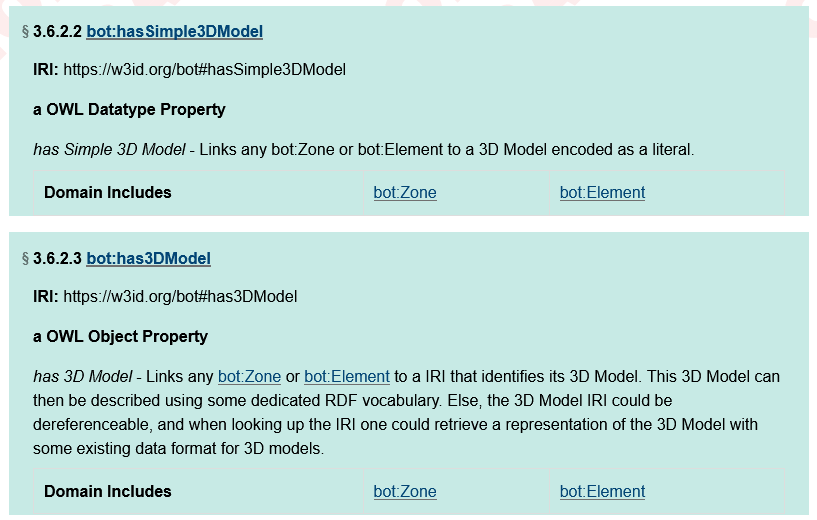 § 3.6.2.2 bot:hasSimple3DModel
IRI: https://w3id.org/bot#hasSimple3DModel
a OWL Datatype Property
has Simple 3D Model - Links any bot:Zone or bot:Element to a 3D Model encoded as a literal.
Domain Includes bot:Zone bot:Element
§ 3.6.2.3 bot:has3DModel
IRI: https://w3id.org/bot#has3DModel
a OWL Object Property
has 3D Model - Links any bot:Zone or bot:Element to a IRI that identifies its 3D Model. This 3D Model can
then be described using some dedicated RDF vocabulary. Else, the 3D Model IRI could be
dereferenceable, and when looking up the IRI one could retrieve a representation of the 3D Model with
some existing data format for 3D models.
Domain Includes bot:Zone bot:Element